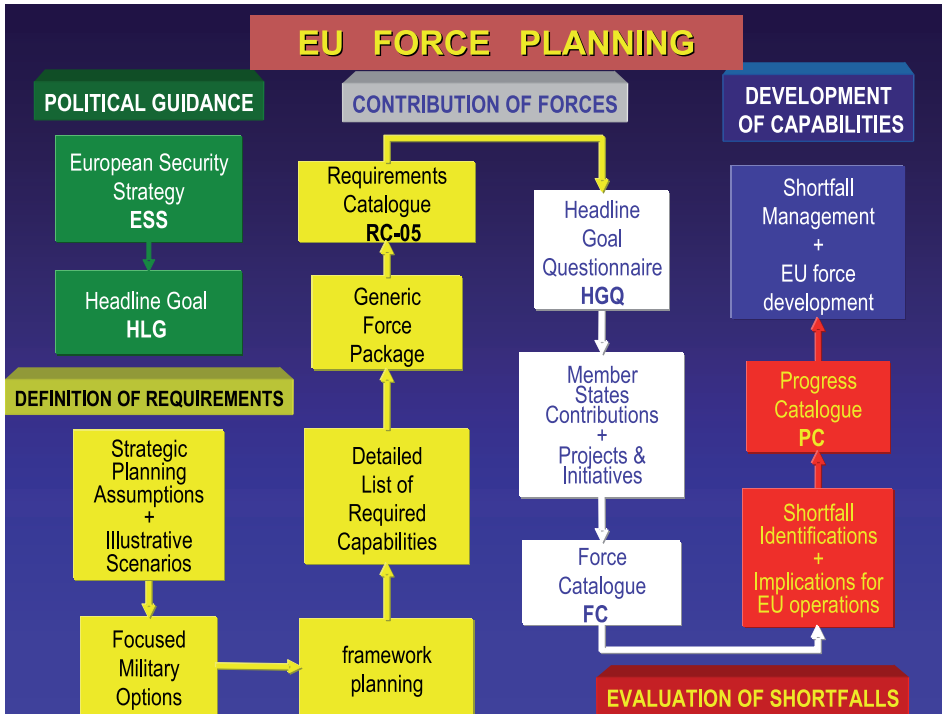 EU FORCE PLANNING
POLITICAL GUIDANCE
European Security
Strategy
ESS
Headline Goal
HLG
DEFINITION OF REQUIREMENTS
Strategic
Planning
Assumptions
+
Illustrative
Scenarios
Focused
Military
Options
framework
planning
Detailed
List of
Required
Capabilities
Generic
Force
Package
Requirements
Catalogue
RC-05
CONTRIBUTION OF FORCES
Headline
Goal
Questionnaire
HGQ
Member
States
Contributions
+
Projects &
Initiatives
Force
Catalogue
FC
EVALUATION OF SHORTFALLS
Shortfall
Identifications
+
Implications for
EU operations
Progress
Catalogue
PC
DEVELOPMENT
OF CAPABILITIES
Shortfall
Management
+
EU force
development